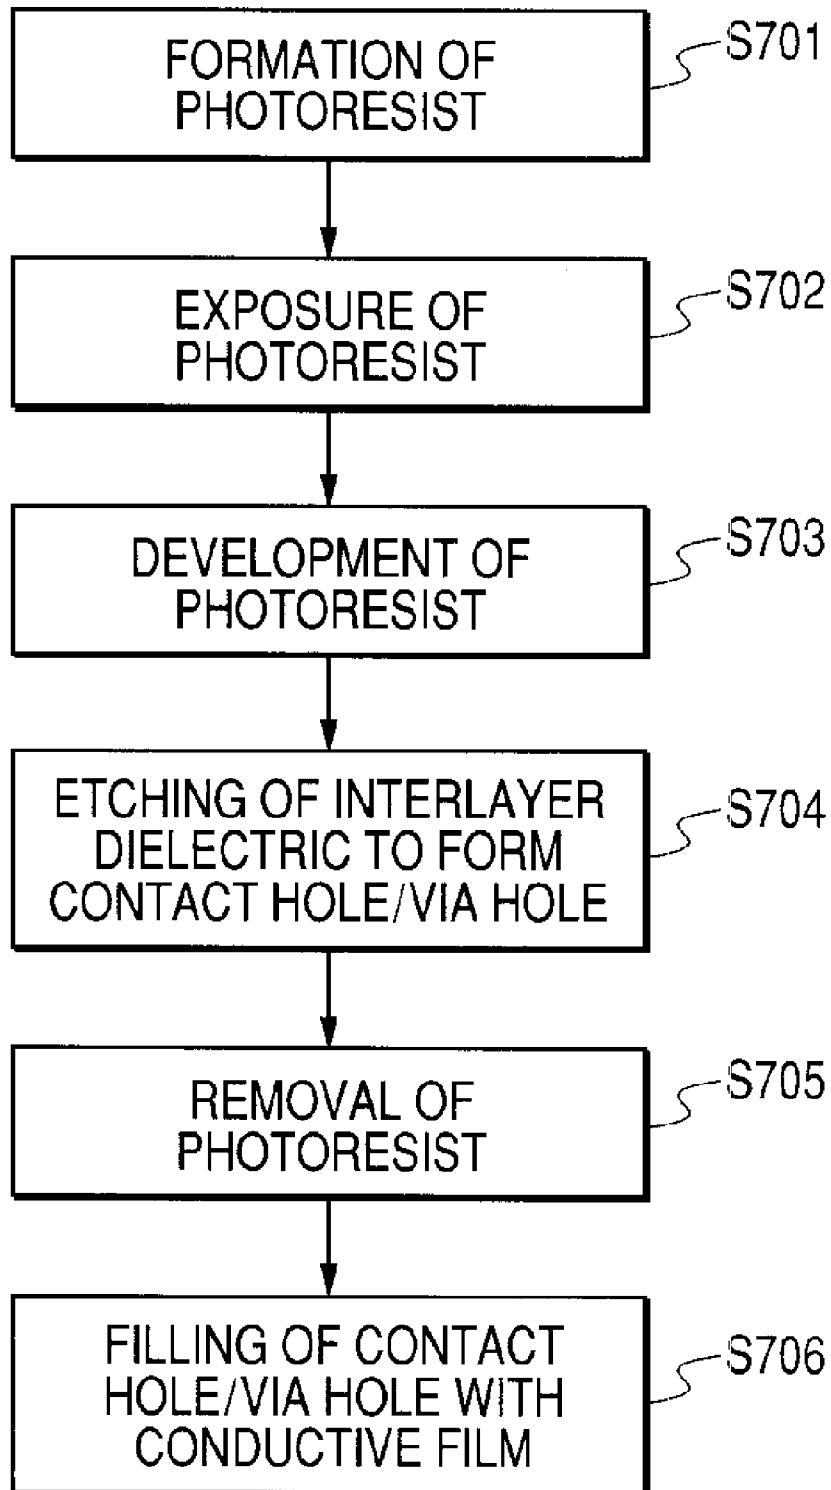 FORMATION OF
PHOTORESIST
S701
EXPOSURE OF
PHOTORESIST
S702
DEVELOPMENT OF
PHOTORESIST
S703
ETCHING OF INTERLAYER
DIELECTRIC TO FORM
CONTACT HOLE/VIA HOLE
S704
REMOVAL OF
PHOTORESIST
S705
FILLING OF CONTACT
HOLE/VIA HOLE WITH
CONDUCTIVE FILM
S706